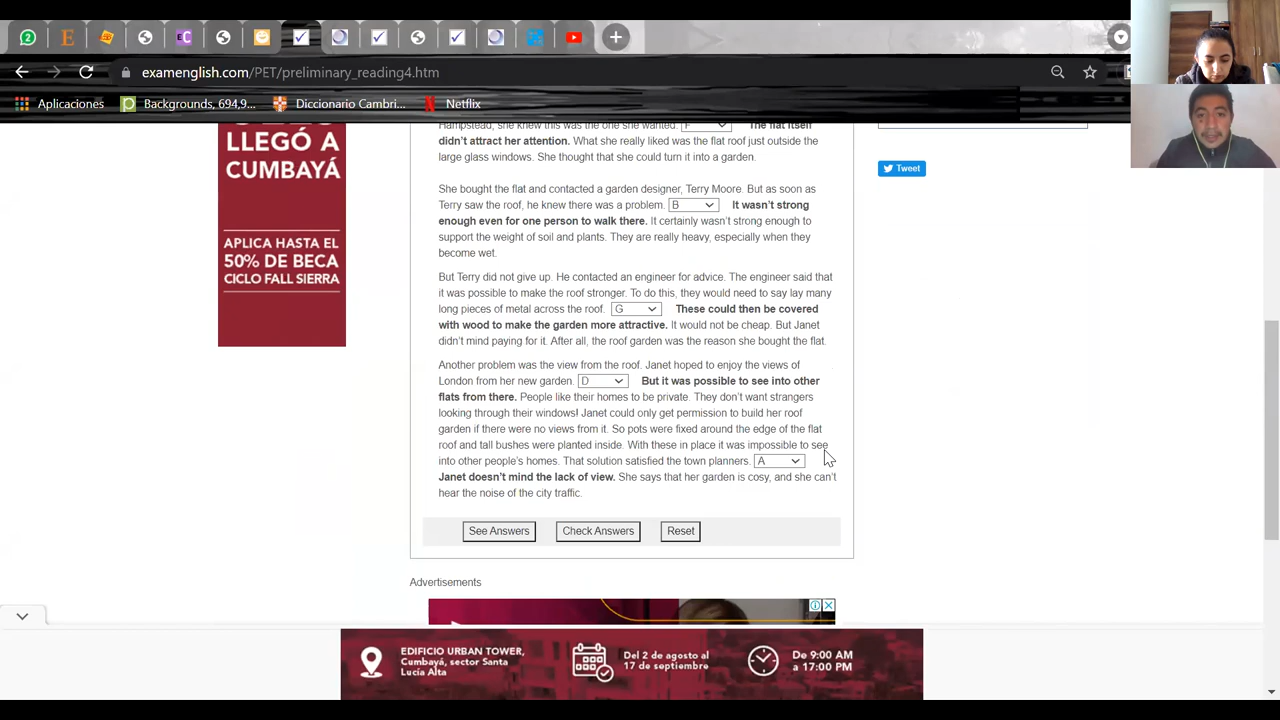 examenglish.com/PET/preliminary_reading4.htm
Aplicaciones
Backgrounds, 694,9...
Diccionario Cambri...
Netflix
LLEGÓ A
CUMBAYÁ
APLICA HASTA EL
50% DE BECA
CICLO FALL SIERRA
Hampstead, she knew this was the one she wanted. F The flat itself
didn't attract her attention. What she really liked was the flat roof just outside the
large glass windows. She thought that she could turn it into a garden.
She bought the flat and contacted a garden designer, Terry Moore. But as soon as
Terry saw the roof, he knew there was a problem. B It wasn't strong
enough even for one person to walk there. It certainly wasn't strong enough to
support the weight of soil and plants. They are really heavy, especially when they
become wet.
But Terry did not give up. He contacted an engineer for advice. The engineer said that
it was possible to make the roof stronger. To do this, they would need to say lay many
long pieces of metal across the roof. G These could then be covered
with wood to make the garden more attractive. It would not be cheap. But Janet
didn't mind paying for it. After all, the roof garden was the reason she bought the flat.
Another problem was the view from the roof. Janet hoped to enjoy the views of
London from her new garden. D But it was possible to see into other
flats from there. People like their homes to be private. They don't want strangers
looking through their windows! Janet could only get permission to build her roof
garden if there were no views from it. So pots were fixed around the edge of the flat
roof and tall bushes were planted inside. With these in place it was impossible to see
into other people's homes. That solution satisfied the town planners. A
Janet doesn't mind the lack of view. She says that her garden is cosy, and she can't
hear the noise of the city traffic.
See Answers Check Answers Reset
Tweet
Advertisements
EDIFICIO URBAN TOWER,
Cumbayá, sector Santa
Lucía Alta
Del 2 de agosto al
17 de septiembre
De 9:00 AM
a 17:00 PM